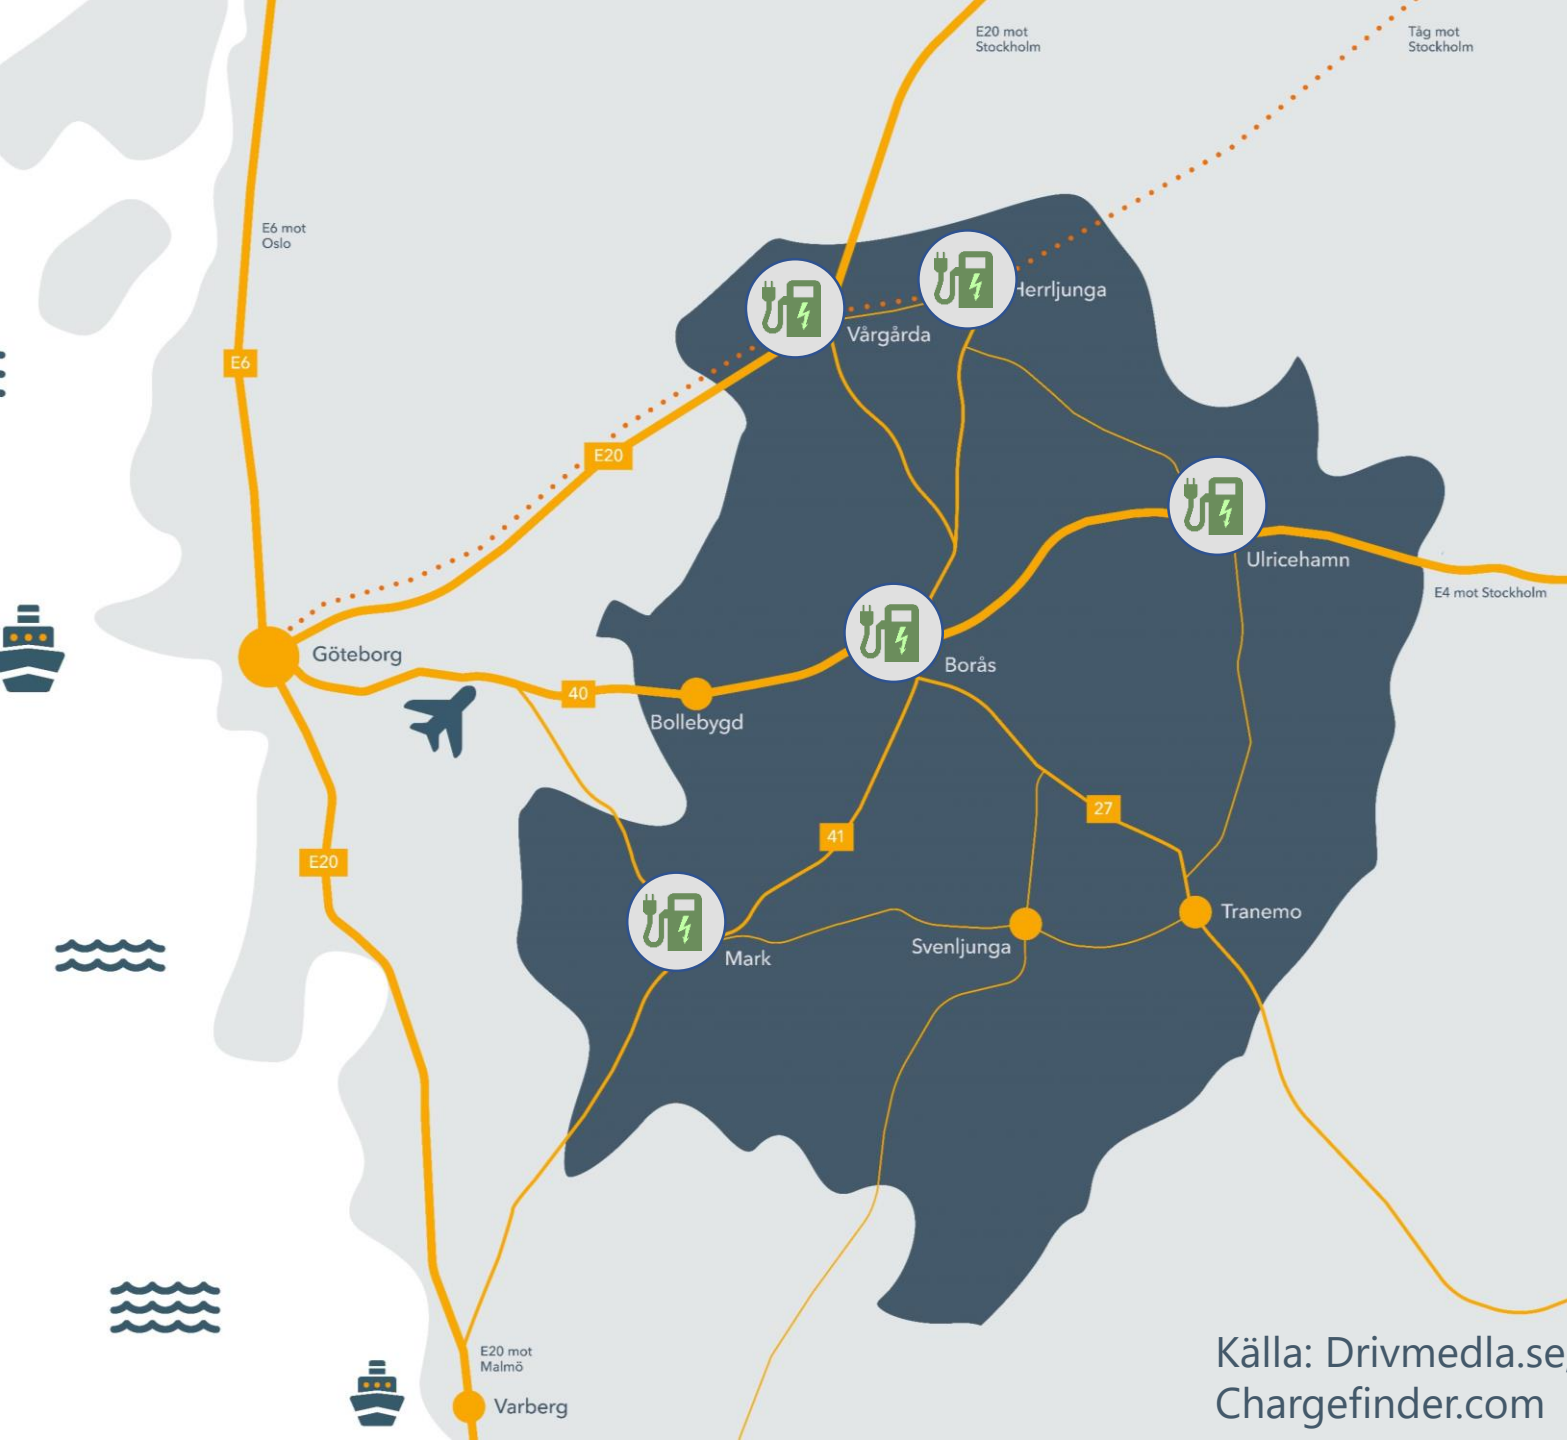 E20 mot
Stockholm
Tåg mot
Stockholm
E6 mot
Oslo
Herrljunga
Vårgårda
E6
E20
Ulricehamn
E4 mot Stockholm
Göteborg
Borås
40
Bollebygd
27
41
E20
Tranemo
Svenljunga
Mark
E20 mot
Malmö
Varberg
Källa: Drivmedla.se,
Chargefinder.com